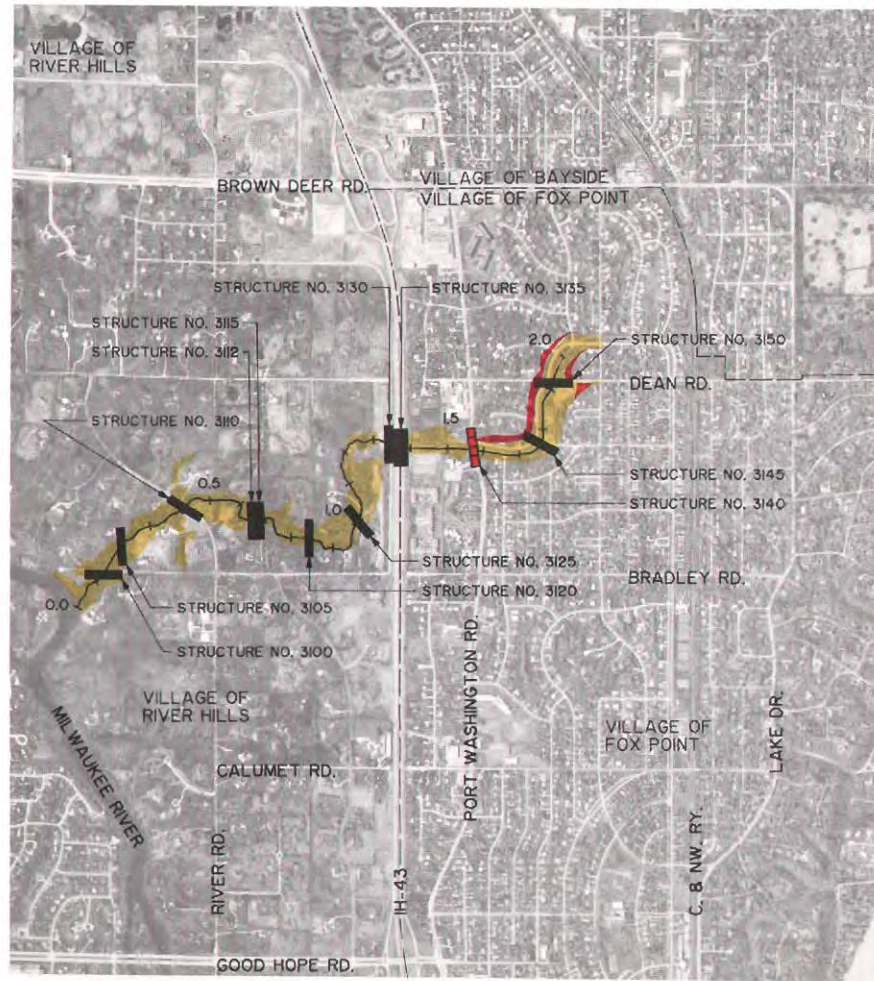 VILLAGE OF
RIVER HILLS
BROWN DEER RD.
VILLAGE OF BAYSIDE
VILLAGE OF FOX POINT
STRUCTURE NO. 3130
STRUCTURE NO. 3135
STRUCTURE NO. 3115
STRUCTURE NO. 3112
2.0
STRUCTURE NO. 3150
DEAN RD.
STRUCTURE NO. 3110
1.5
0.5
STRUCTURE NO. 3145
STRUCTURE NO. 3140
1.0
STRUCTURE NO. 3125
STRUCTURE NO. 3120
BRADLEY RD.
0.0
STRUCTURE NO. 3105
STRUCTURE NO. 3100
VILLAGE OF
RIVER HILLS
MILWAUKEE RIVER
PORT WASHINGTON RD.
VILLAGE OF
FOX POINT
LAKE DR.
CALUMET RD.
RIVER RD.
IH-43
C. & NW. RY.
GOOD HOPE RD.